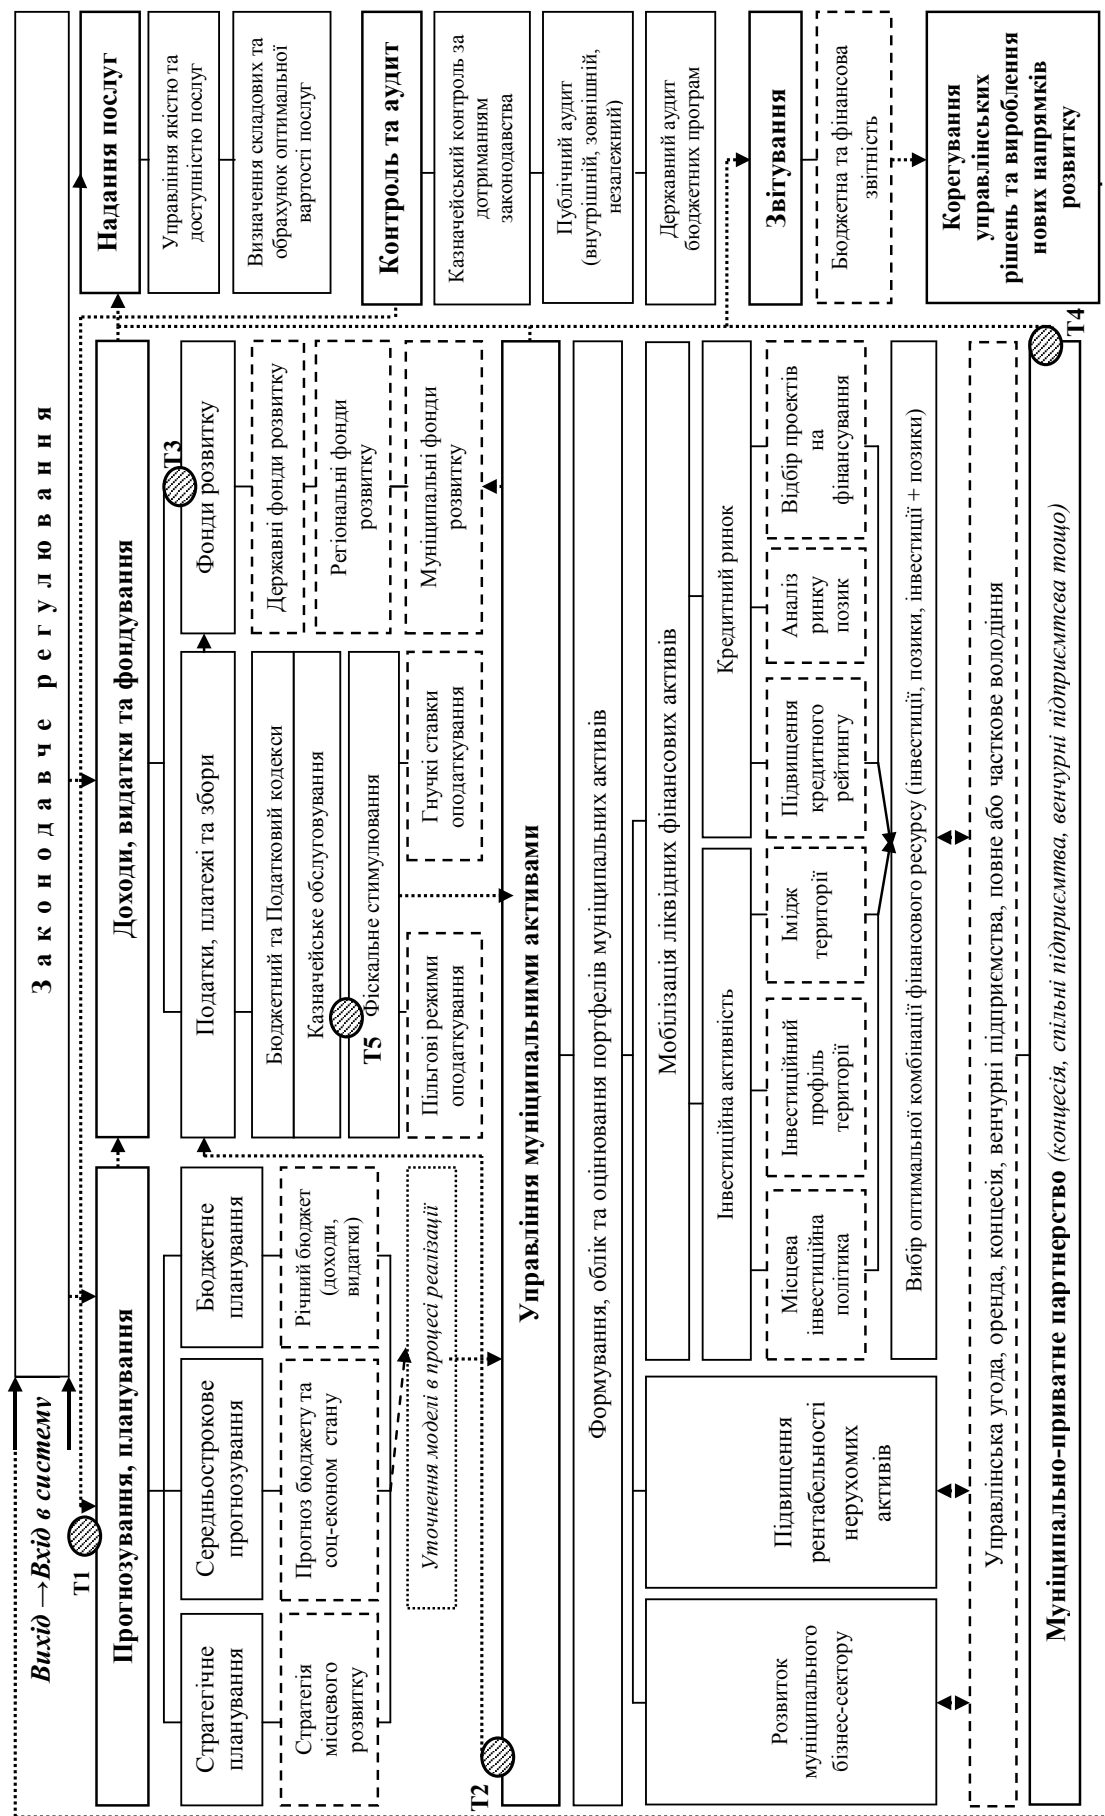 Вихід →Вхід в систему
Законодавче регулювання
Т1
Прогнозування, планування
Стратегічне
планування
Середньострокове
прогнозування
Бюджетне
планування
Стратегія
місцевого
розвитку
Прогноз бюджету та
соц-економ стану
Річний бюджет
(доходи,
видатки)
Уточнення моделі в процесі реалізації
Доходи, видатки та фондування
Податки, платежі та збори
Бюджетний та Податковий кодекси
Казначейське обслуговування
Т5
Фіскальне стимулювання
Пільгові режими
оподаткування
Гнучкі ставки
оподаткування
Т3
Фонди розвитку
Державні фонди розвитку
Регіональні фонди
розвитку
Муніципальні фонди
розвитку
Надання послуг
Управління якістю та
доступністю послуг
Визначення складових та
обрахунок оптимальної
вартості послуг
Контроль та аудит
Казначейський контроль за
дотриманням
законодавства
Публічний аудит
(внутрішній, зовнішній,
незалежний)
Державний аудит
бюджетних програм
Звітування
Бюджетна та фінансова
звітність
Корегування
управлінських
рішень та вироблення
нових напрямків
розвитку
Т2
Управління муніципальними активами
Формування, облік та оцінювання портфелів муніципальних активів
Розвиток
муніципального
бізнес-сектору
Підвищення
рентабельності
нерухомих
активів
Мобілізація ліквідних фінансових активів
Інвестиційна активність
Кредитний ринок
Місцева
інвестиційна
політика
Інвестиційний
профіль
території
Імідж
території
Підвищення
кредитного
рейтингу
Аналіз
ринку
позик
Відбір проектів
на
фінансування
Вибір оптимальної комбінації фінансового ресурсу (інвестиції, позики, інвестиції + позики)
Управлінська угода, оренда, концесія, венчурні підприємства, повне або часткове володіння
Т4
Муніципально-приватне партнерство (концесія, спільні підприємтва, венчурні підприємтсва тощо)